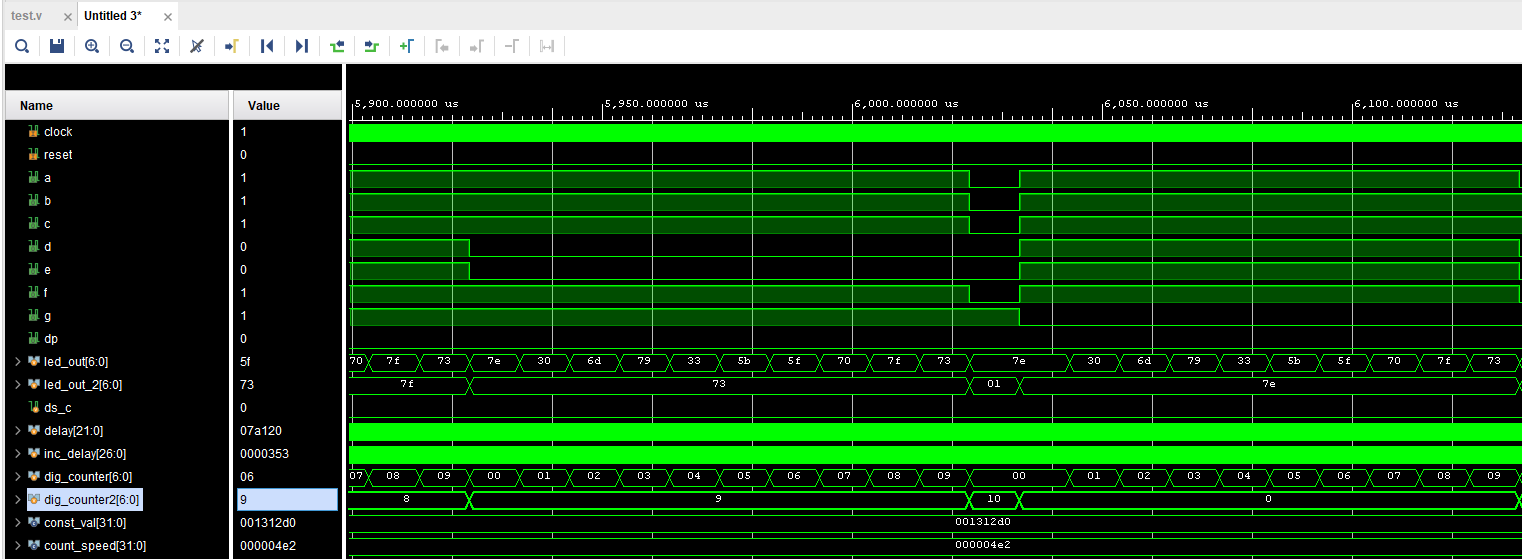 test.v × Untitled 3* ×
Name Value
5,900.000000 us 5,950.000000 us 6,000.000000 us 6,050.000000 us 6,100.000000 us
clock 1
reset 0
a 1
b 1
c 1
d 0
e 0
f 1
g 1
dp 0
led_out[6:0] 5f 70 7f 73 7e 30 6d 79 33 5b 5f 70 7f 73 7e 30 6d 79 33 5b 5f 70 7f 73
led_out_2[6:0] 73 7f 73 01 7e
ds_c 0
delay[21:0] 07a120
inc_delay[26:0] 0000353
dig_counter[6:0] 06 07 08 09 00 01 02 03 04 05 06 07 08 09 00 01 02 03 04 05 06 07 08 09
dig_counter2[6:0] 9 8 9 10 0
const_val[31:0] 001312d0 001312d0
count_speed[31:0] 000004e2 000004e2